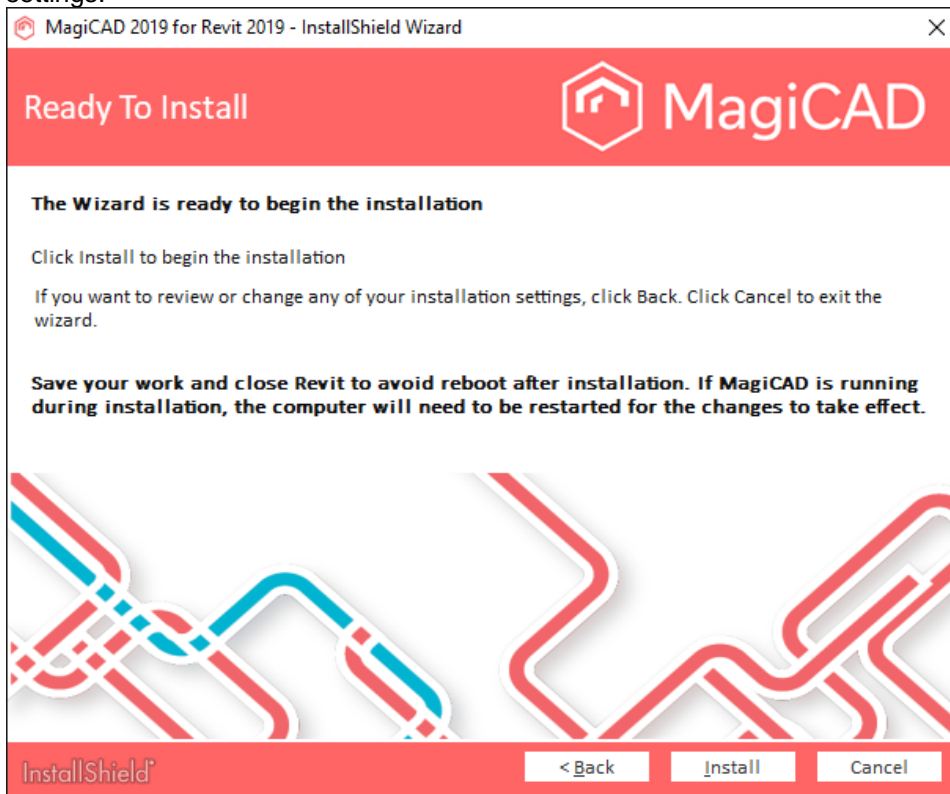 settings.
MagiCAD 2019 for Revit 2019 - InstallShield Wizard
Ready To Install
MagiCAD
The Wizard is ready to begin the installation
Click Install to begin the installation
If you want to review or change any of your installation settings, click Back. Click Cancel to exit the
wizard.
Save your work and close Revit to avoid reboot after installation. If MagiCAD is running
during installation, the computer will need to be restarted for the changes to take effect.
InstallShield
< Back
Install
Cancel